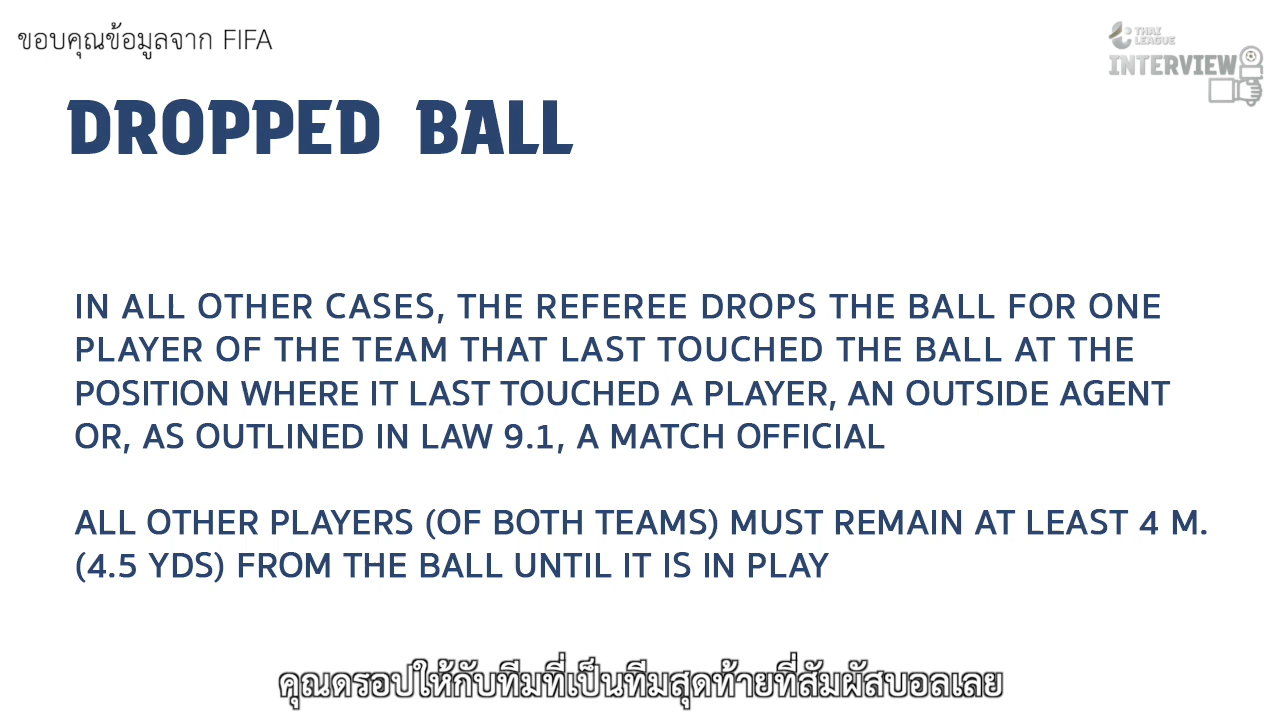 ขอบคุณข้อมูลจาก FIFA
THAI
LEAGUE
INTERVIEW
DROPPED BALL
IN ALL OTHER CASES, THE REFEREE DROPS THE BALL FOR ONE
PLAYER OF THE TEAM THAT LAST TOUCHED THE BALL AT THE
POSITION WHERE IT LAST TOUCHED A PLAYER, AN OUTSIDE AGENT
OR, AS OUTLINED IN LAW 9.1, A MATCH OFFICIAL
ALL OTHER PLAYERS (OF BOTH TEAMS) MUST REMAIN AT LEAST 4 M.
(4.5 YDS) FROM THE BALL UNTIL IT IS IN PLAY
คุณดรอปให้กับทีมที่เป็นทีมสุดท้ายที่สัมผัสบอลเลย